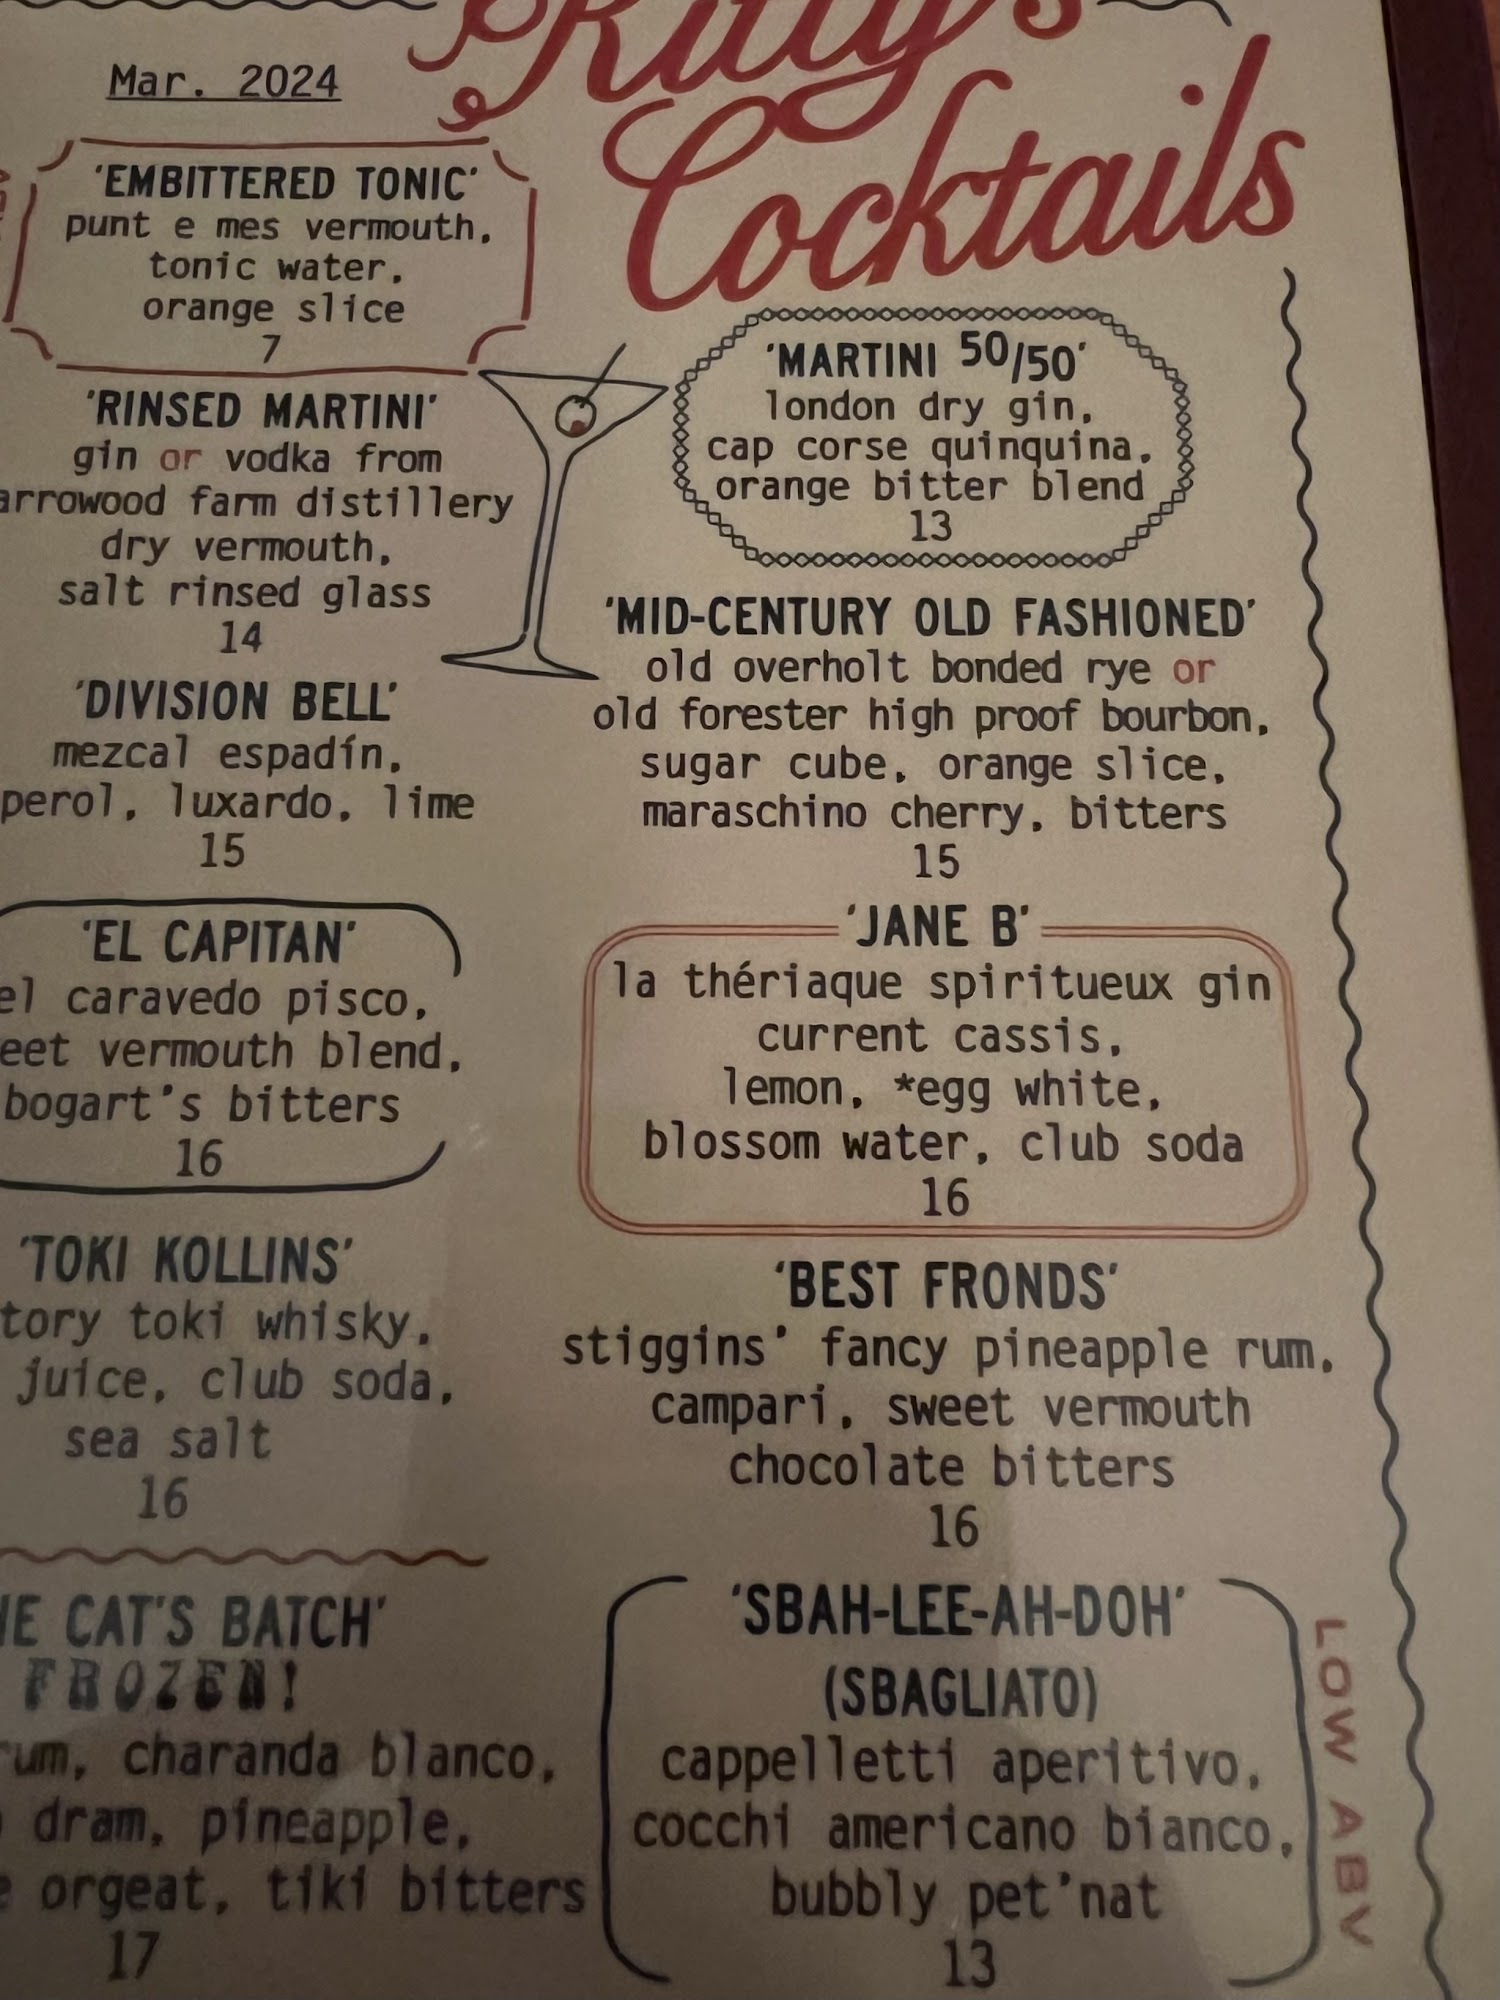 Kitty's
Cocktails
Mar. 2024
'EMBITTERED TONIC'
punt e mes vermouth,
tonic water,
orange slice
7
'RINSED MARTINI'
gin or vodka from
arrowood farm distillery
dry vermouth,
salt rinsed glass
14
'DIVISION BELL'
mezcal espadín,
perol, luxardo, lime
15
'EL CAPITAN'
el caravedo pisco,
eet vermouth blend,
bogart's bitters
16
'TOKI KOLLINS'
tory toki whisky,
juice, club soda,
sea salt
16
HE CAT'S BATCH'
FROZEN!
rum, charanda blanco,
dram, pineapple,
orgeat, tiki bitters
17
'MARTINI 50/50'
london dry gin,
cap corse quinquina,
orange bitter blend
13
'MID-CENTURY OLD FASHIONED'
old overholt bonded rye or
old forester high proof bourbon,
sugar cube, orange slice,
maraschino cherry, bitters
15
'JANE B'
la thériaque spiritueux gin
current cassis,
lemon, *egg white,
blossom water, club soda
16
'BEST FRONDS'
stiggins' fancy pineapple rum,
campari, sweet vermouth
chocolate bitters
16
'SBAH-LEE-AH-DOH'
(SBAGLIATO)
cappelletti aperitivo,
cocchi americano bianco,
bubbly pet'nat
13
LOW ABV